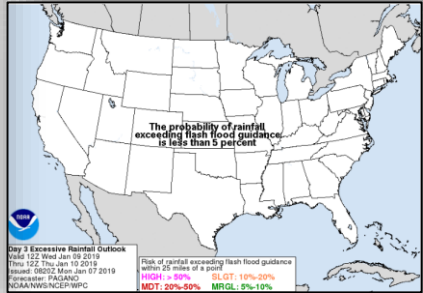 The probability of rainfall
exceeding flash flood guidance
is less than 5 percent
NOAA
Day 3 Excessive Rainfall Outlook
Valid 12Z Wed Jan 09 2019
Thru 12Z Thu Jan 10 2019
Issued: 0820Z Mon Jan 07 2019
Forecaster: PAGANO
NOAA/NWS/NCEP/WPC
Risk of rainfall exceeding flash flood guidance
within 25 miles of a point
HIGH: > 50% SLGT: 10%-20%
MDT: 20%-50% MRGL: 5%-10%